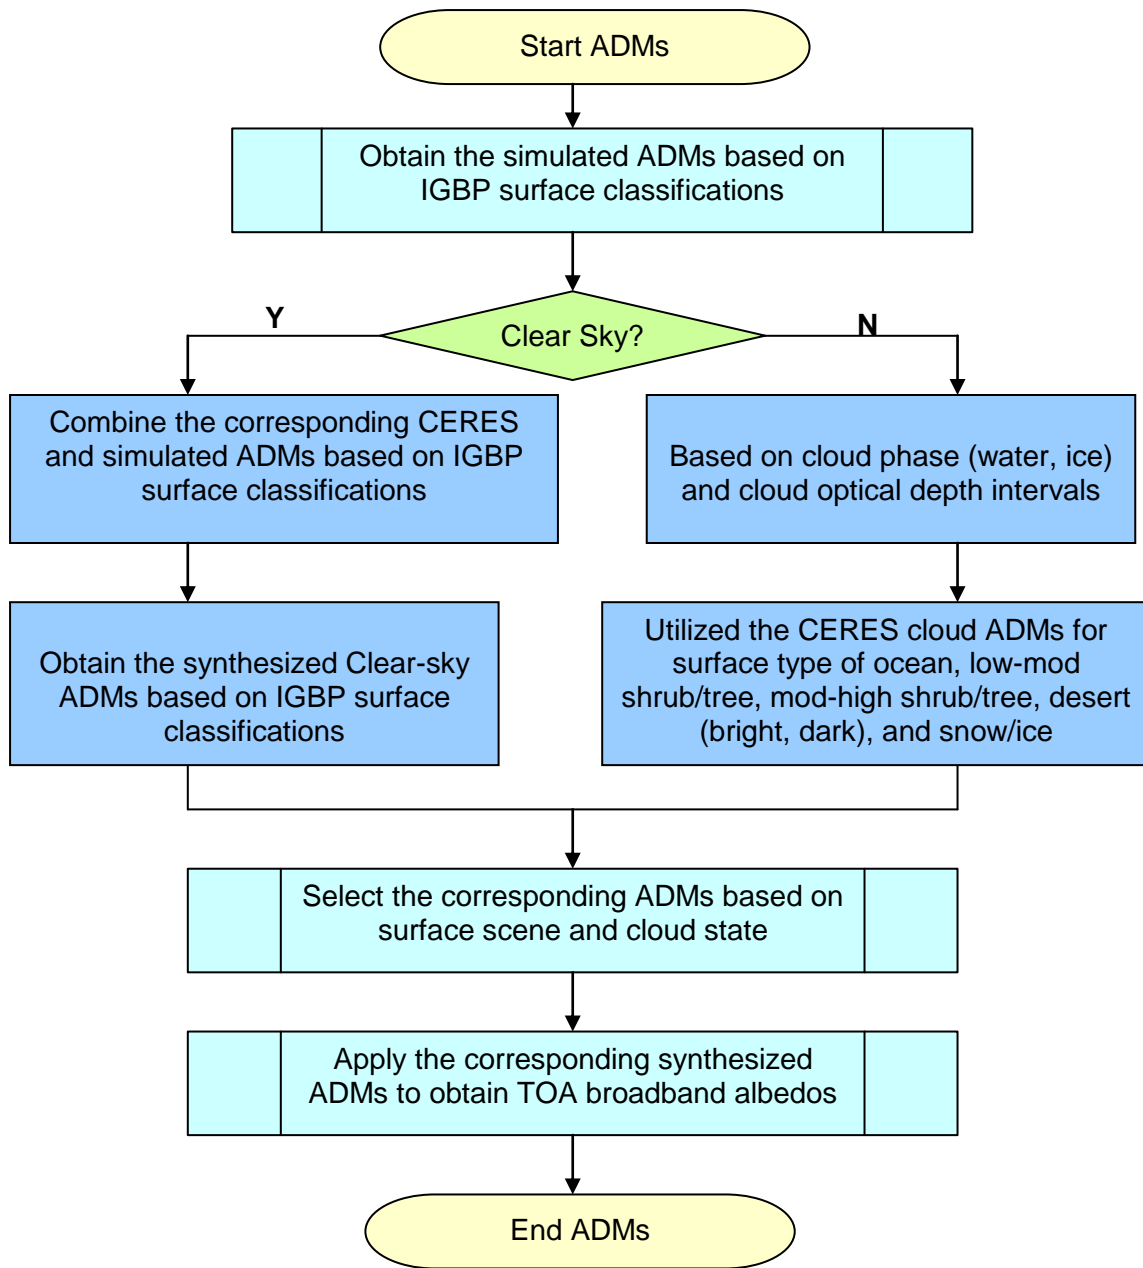 Start ADMs
Obtain the simulated ADMs based on
IGBP surface classifications
Clear Sky?
Y
N
Combine the corresponding CERES
and simulated ADMs based on IGBP
surface classifications
Based on cloud phase (water, ice)
and cloud optical depth intervals
Obtain the synthesized Clear-sky
ADMs based on IGBP surface
classifications
Utilized the CERES cloud ADMs for
surface type of ocean, low-mod
shrub/tree, mod-high shrub/tree, desert
(bright, dark), and snow/ice
Select the corresponding ADMs based on
surface scene and cloud state
Apply the corresponding synthesized
ADMs to obtain TOA broadband albedos
End ADMs